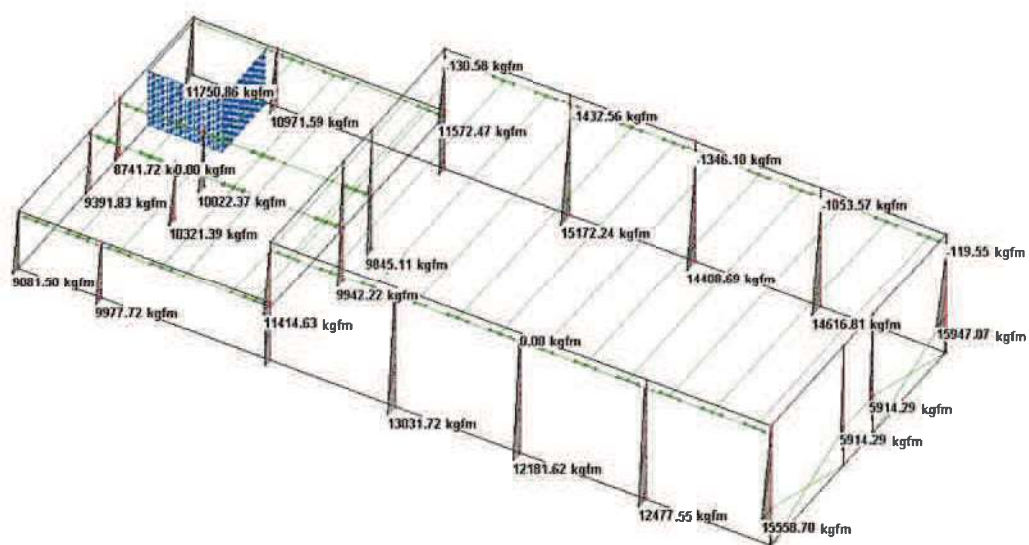 -130.58 kgfm
11750.86 kgfm
1432.56 kgfm
10971.59 kgfm
11572.47 kgfm
-1346.10 kgfm
8741.72 k 0.00 kgfm
10022.37 kgfm
-1053.57 kgfm
9391.83 kgfm
10321.39 kgfm
15172.24 kgfm
-119.55 kgfm
9845.11 kgfm
9081.50 kgfm
14408.69 kgfm
9942.22 kgfm
9977.72 kgfm
11414.63 kgfm
14616.81 kgfm
15947.07 kgfm
0.00 kgfm
5914.29 kgfm
13031.72 kgfm
5914.29 kgfm
12181.62 kgfm
12477.55 kgfm
15558.70 kgfm